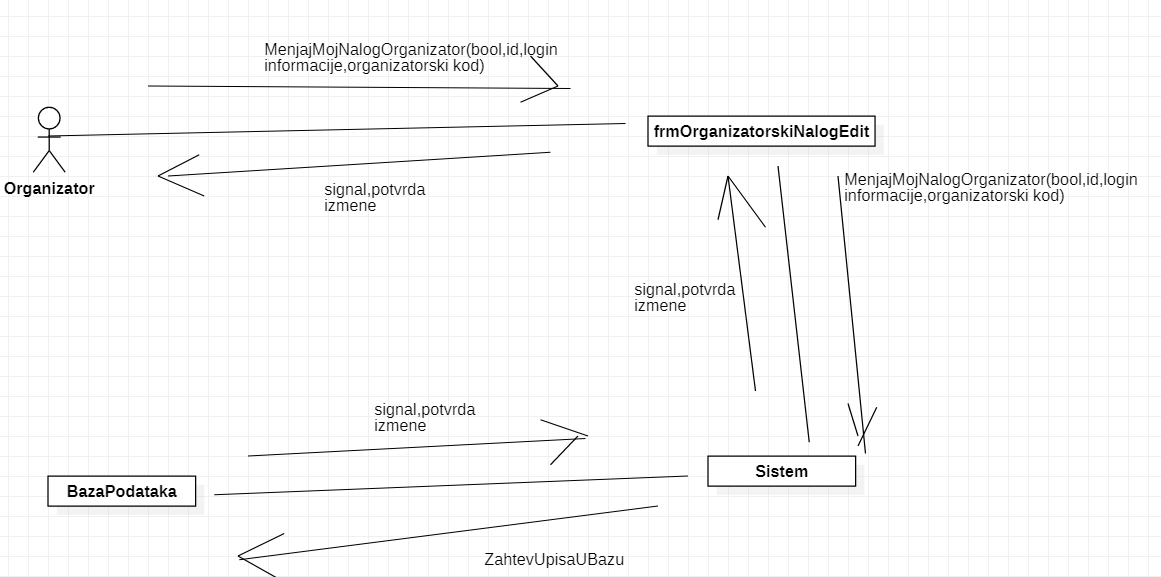 MenjajMojNalogOrganizator(bool,id,login
informacije,organizatorski kod)
frmOrganizatorskiNalogEdit
Organizator
signal,potvrda
izmene
MenjajMojNalogOrganizator(bool,id,login
informacije,organizatorski kod)
signal,potvrda
izmene
signal,potvrda
izmene
Sistem
BazaPodataka
ZahtevUpisaUBazu